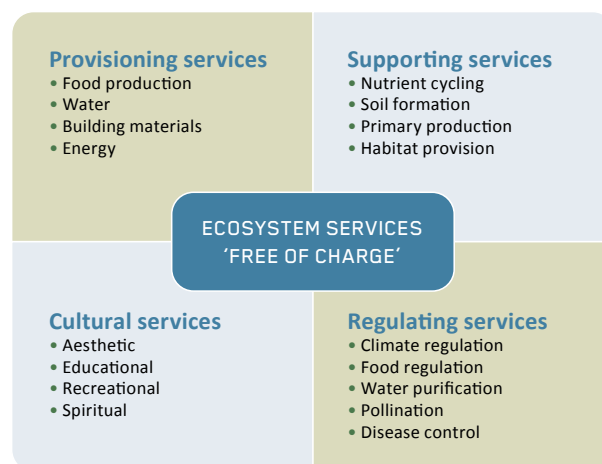 Provisioning services
• Food production
• Water
• Building materials
• Energy
Supporting services
• Nutrient cycling
• Soil formation
• Primary production
• Habitat provision
ECOSYSTEM SERVICES
‘FREE OF CHARGE‘
Cultural services
• Aesthetic
• Educational
• Recreational
• Spiritual
Regulating services
• Climate regulation
• Food regulation
• Water purification
• Pollination
• Disease control